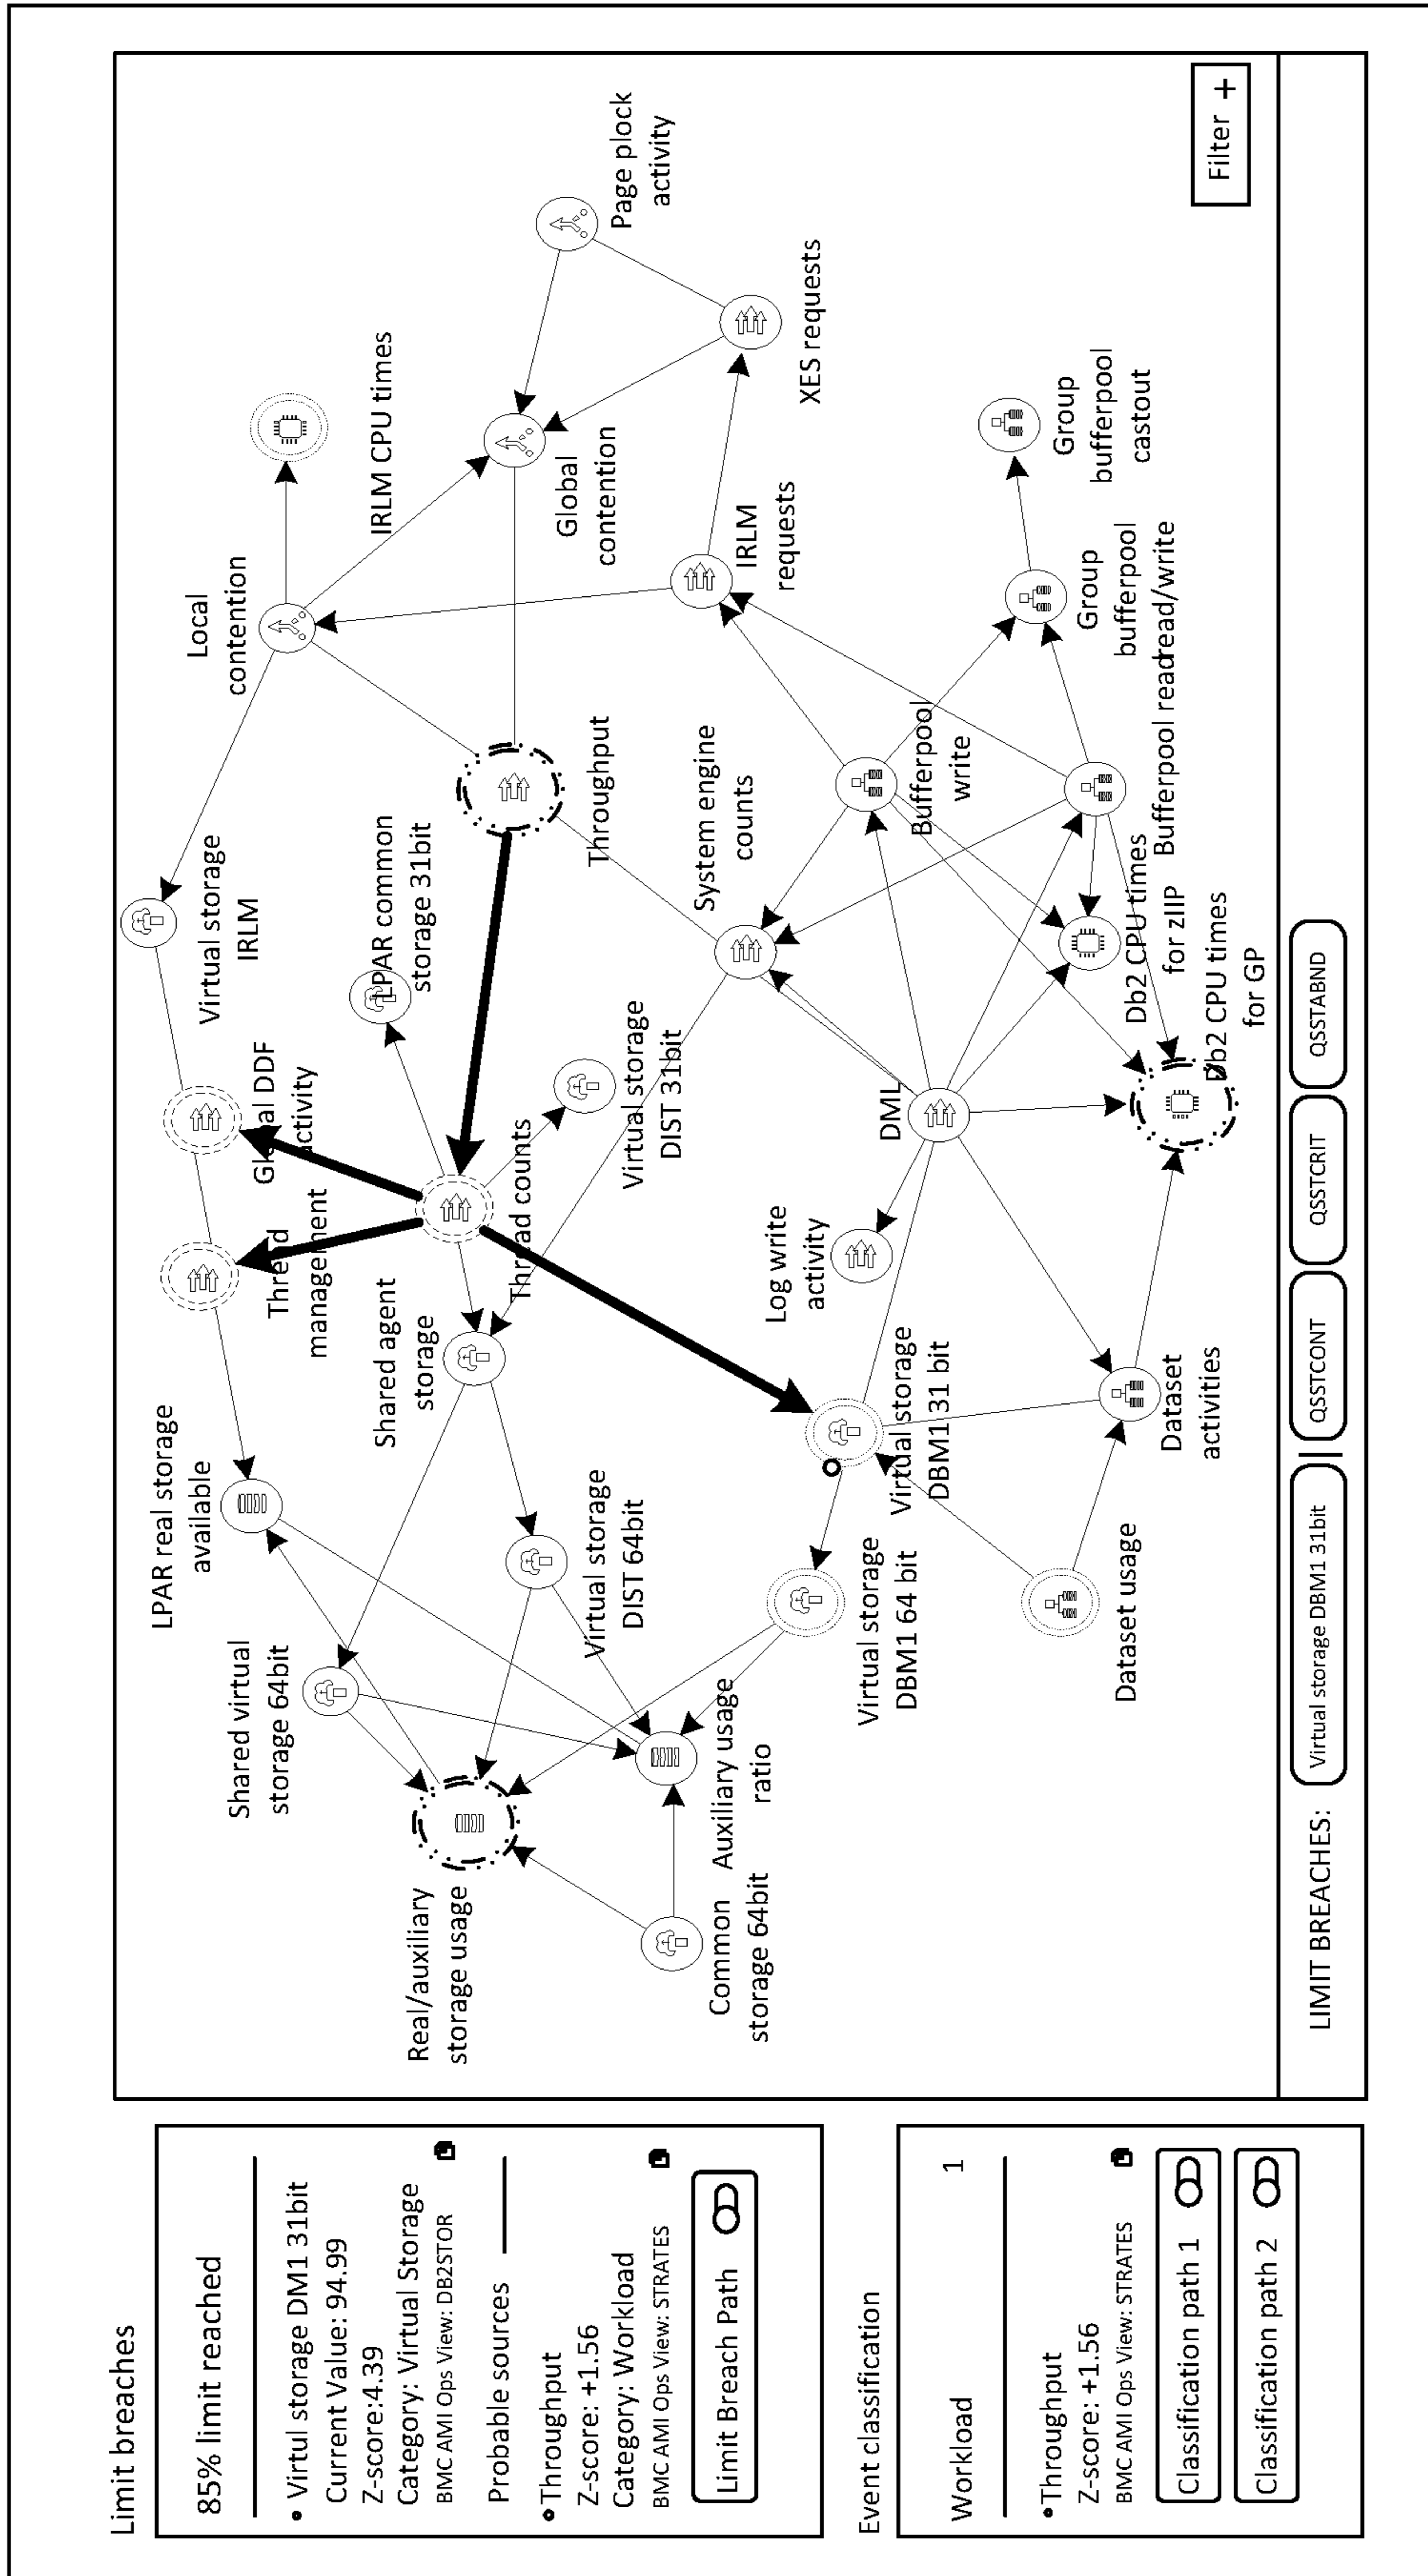 Limit breaches
85% limit reached
• Virtul storage DM1 31bit
Current Value: 94.99
Z-score:4.39
Category: Virtual Storage
BMC AMI Ops View: DB2STOR
Probable sources
Throughput
Z-score: +1.56
Category: Workload
BMC AMI Ops View: STRATES
Limit Breach Path
Event classification
Workload 1
Throughput
Z-score: +1.56
BMC AMI Ops View: STRATES
Classification path 1
Classification path 2
Real/auxiliary
storage usage
Common
storage 64bit
Shared virtual
storage 64bit
Auxiliary usage
ratio
LPAR real storage
available
Virtual storage
DIST 64bit
Virtual storage
DBM1 64 bit
Dataset usage
Shared agent
storage
Thread
management
Global DDF
activity
Thread counts
Log write
activity
Virtual storage
DBM1 31 bit
Dataset
activities
Virtual storage
IRLM
LPAR common
storage 31bit
Virtual storage
DIST 31bit
DML
Throughput
System engine
counts
Db2 CPU times
for zIIP
Db2 CPU times
for GP
Local
contention
IRLM CPU times
Global
contention
IRLM
requests
Bufferpool
write
Bufferpool read
Group
bufferpool
read/write
Group
bufferpool
castout
XES requests
Page plock
activity
Filter +
LIMIT BREACHES:
Virtual storage DBM1 31bit
|
QSSTCONT
QSSTCRIT
QSSTABND